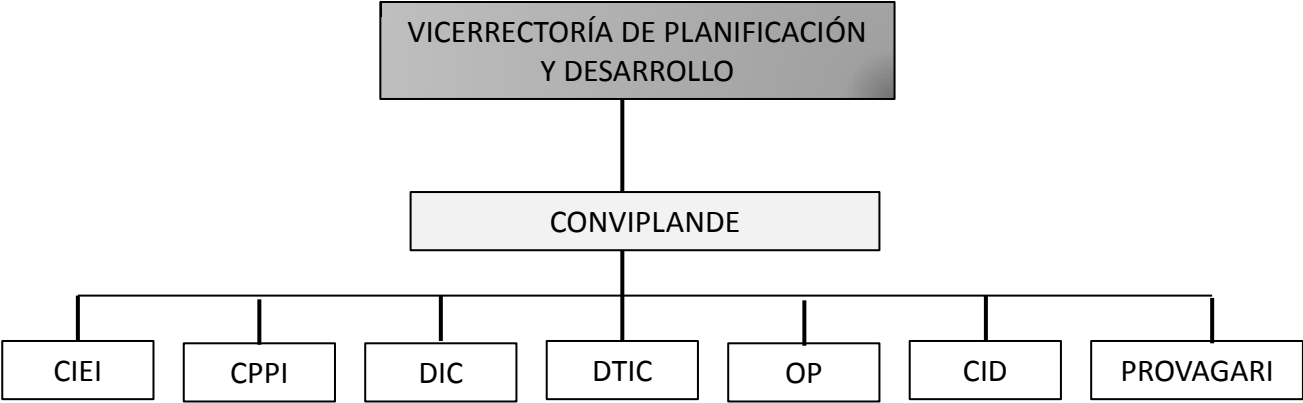 VICERRECTORÍA DE PLANIFICACIÓN
Y DESARROLLO
CONVIPLANDE
CIEI
CPPI
DIC
DTIC
OP
CID
PROVAGARI